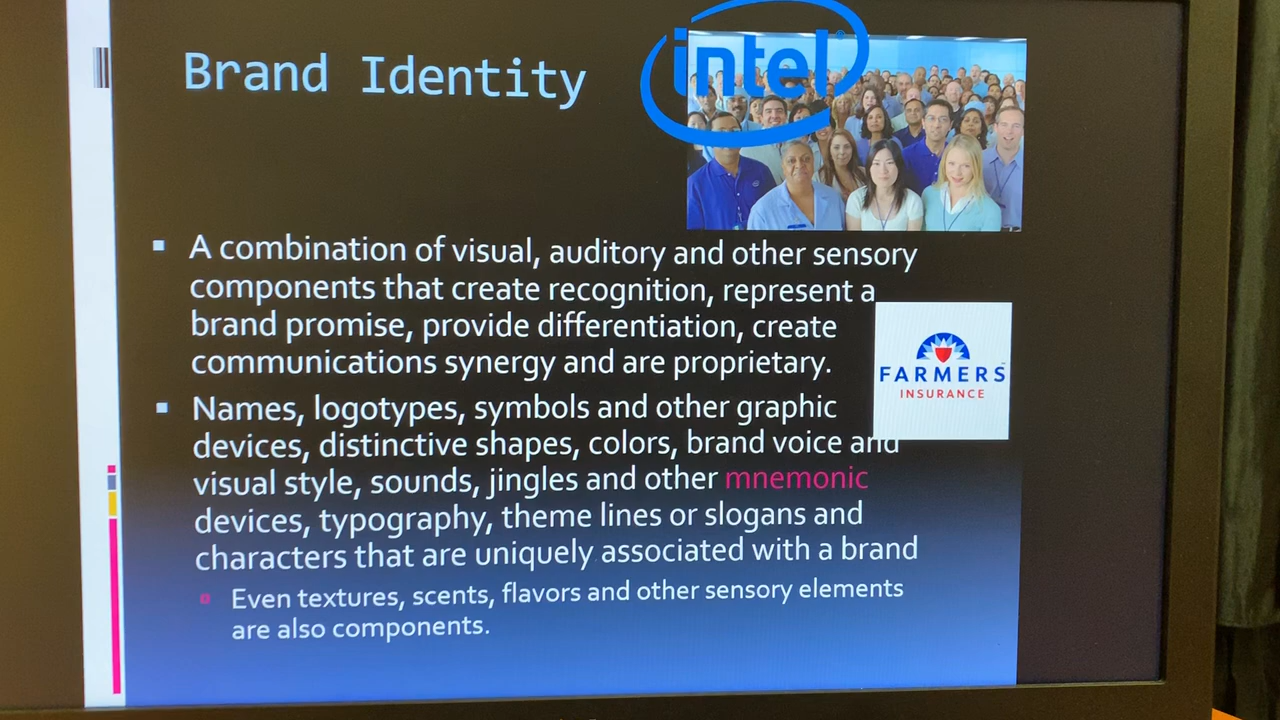 Brand Identity
intel
A combination of visual, auditory and other sensory
components that create recognition, represent a
brand promise, provide differentiation, create
communications synergy and are proprietary.
FARMERS
INSURANCE
Names, logotypes, symbols and other graphic
devices, distinctive shapes, colors, brand voice and
visual style, sounds, jingles and other mnemonic
devices, typography, theme lines or slogans and
characters that are uniquely associated with a brand
Even textures, scents, flavors and other sensory elements
are also components.